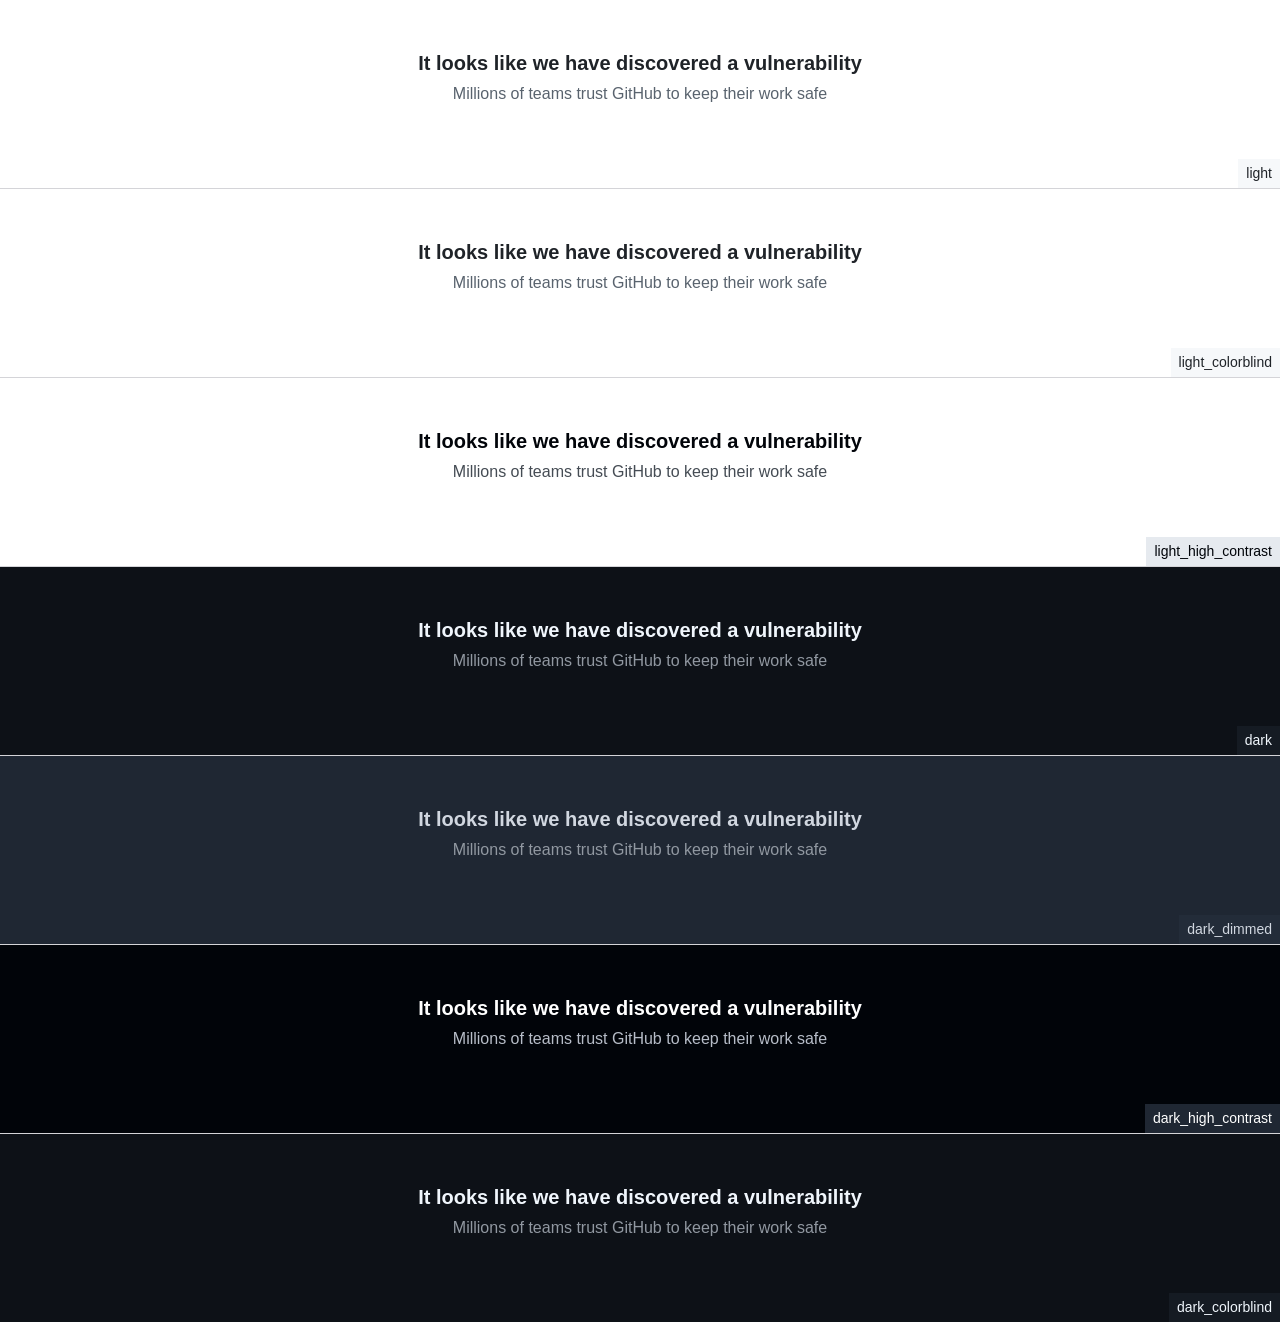 It looks like we have discovered a vulnerability
Millions of teams trust GitHub to keep their work safe
light
It looks like we have discovered a vulnerability
Millions of teams trust GitHub to keep their work safe
light_colorblind
It looks like we have discovered a vulnerability
Millions of teams trust GitHub to keep their work safe
light_high_contrast
It looks like we have discovered a vulnerability
Millions of teams trust GitHub to keep their work safe
dark
It looks like we have discovered a vulnerability
Millions of teams trust GitHub to keep their work safe
dark_dimmed
It looks like we have discovered a vulnerability
Millions of teams trust GitHub to keep their work safe
dark_high_contrast
It looks like we have discovered a vulnerability
Millions of teams trust GitHub to keep their work safe
dark_colorblind